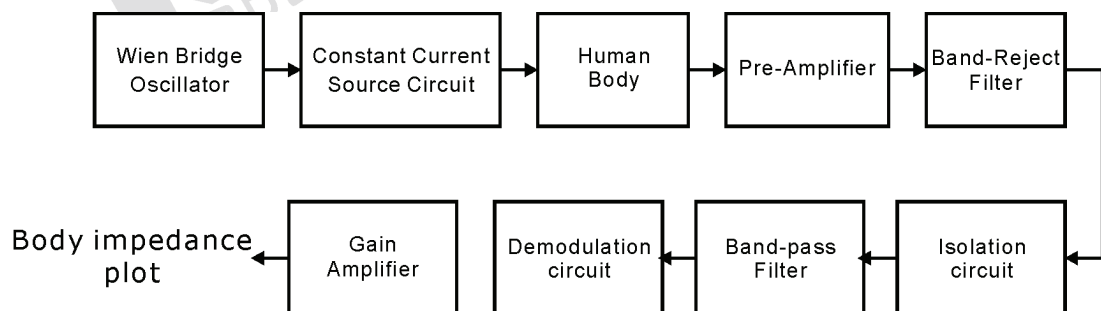 Wien Bridge
Oscillator
Constant Current
Source Circuit
Human
Body
Pre-Amplifier
Band-Reject
Filter
Body impedance
plot
Gain
Amplifier
Demodulation
circuit
Band-pass
Filter
Isolation
circuit